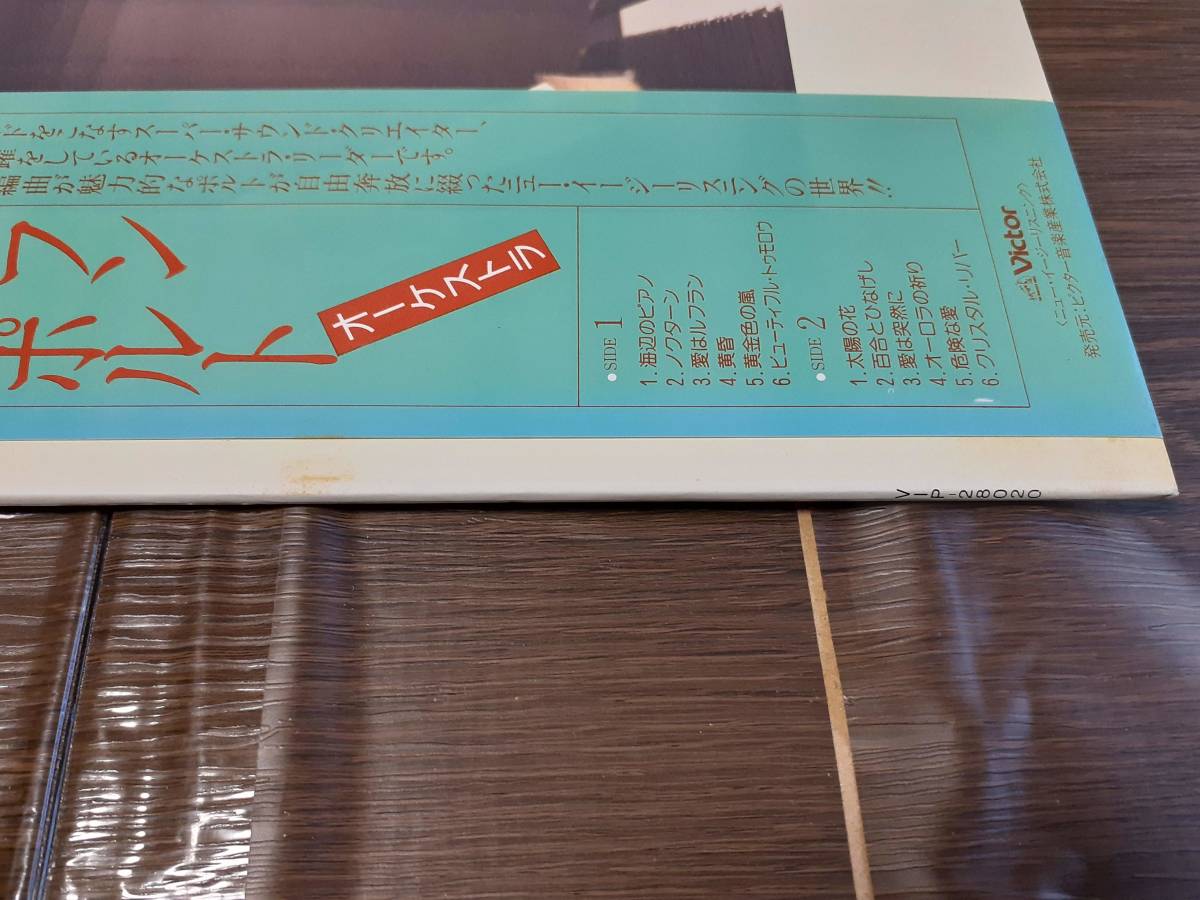 ドをこなすスーパー・サウンド・クリエイター、
躍をしているオーケストラ・リーダーです。
編曲が魅力的なポルトが自由奔放に綴ったニュー・イージーリスニングの世界!!
ン
フ
ポルト
オーケストラ
●SIDE 1
1.海辺のピアノ
2.ノクターン
3.愛はルフラン
4.黄昏
5.黄金色の嵐
6.ビューティフル・トゥモロウ
●SIDE 2
1.太陽の花
2.百合とひなげし
3.愛は突然に
4.オーロラの祈り
5.危険な愛
6.クリスタル・リバー
Victor
〈ニュー・イージーリスニング〉
発売元:ビクター音楽産業株式会社
VIP-28020